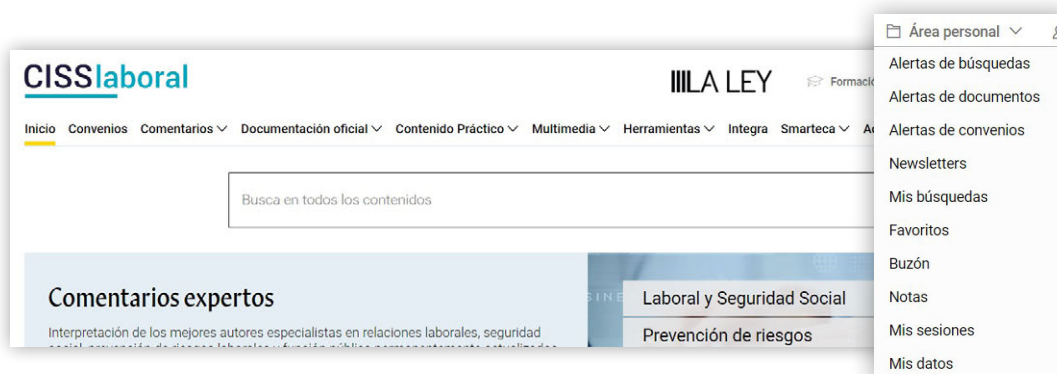 Área personal
CISSlaboral
LA LEY
Inicio Convenios Comentarios Documentación oficial Contenido Práctico Multimedia Herramientas Integra Smarteca
Busca en todos los contenidos
Comentarios expertos
Interpretación de los mejores autores especialistas en relaciones laborales, seguridad
Laboral y Seguridad Social
Prevención de riesgos
Alertas de búsquedas
Alertas de documentos
Alertas de convenios
Newsletters
Mis búsquedas
Favoritos
Buzón
Notas
Mis sesiones
Mis datos